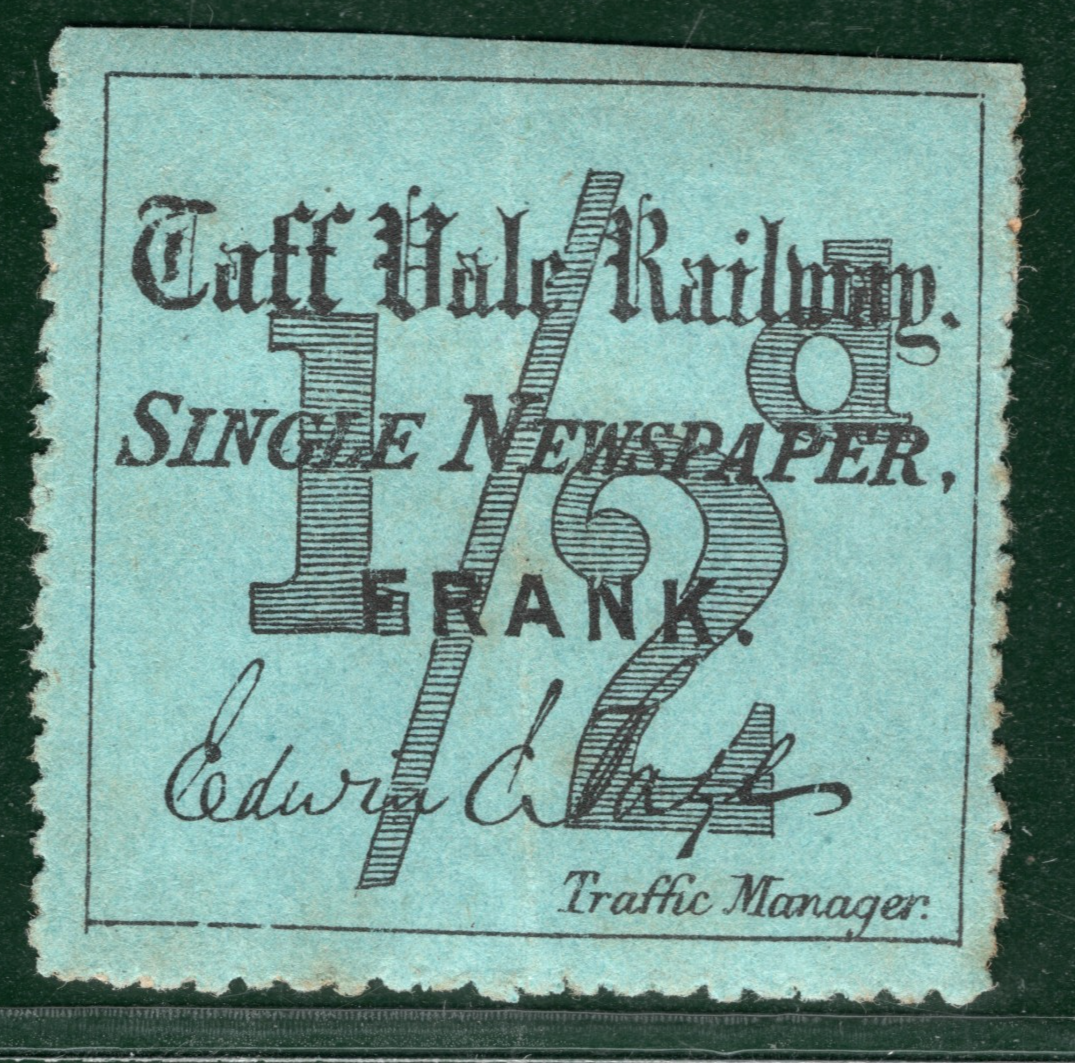 Taff Vale Railway.
1/2d
SINGLE NEWSPAPER,
FRANK.
Edwin C
Traffic Manager.